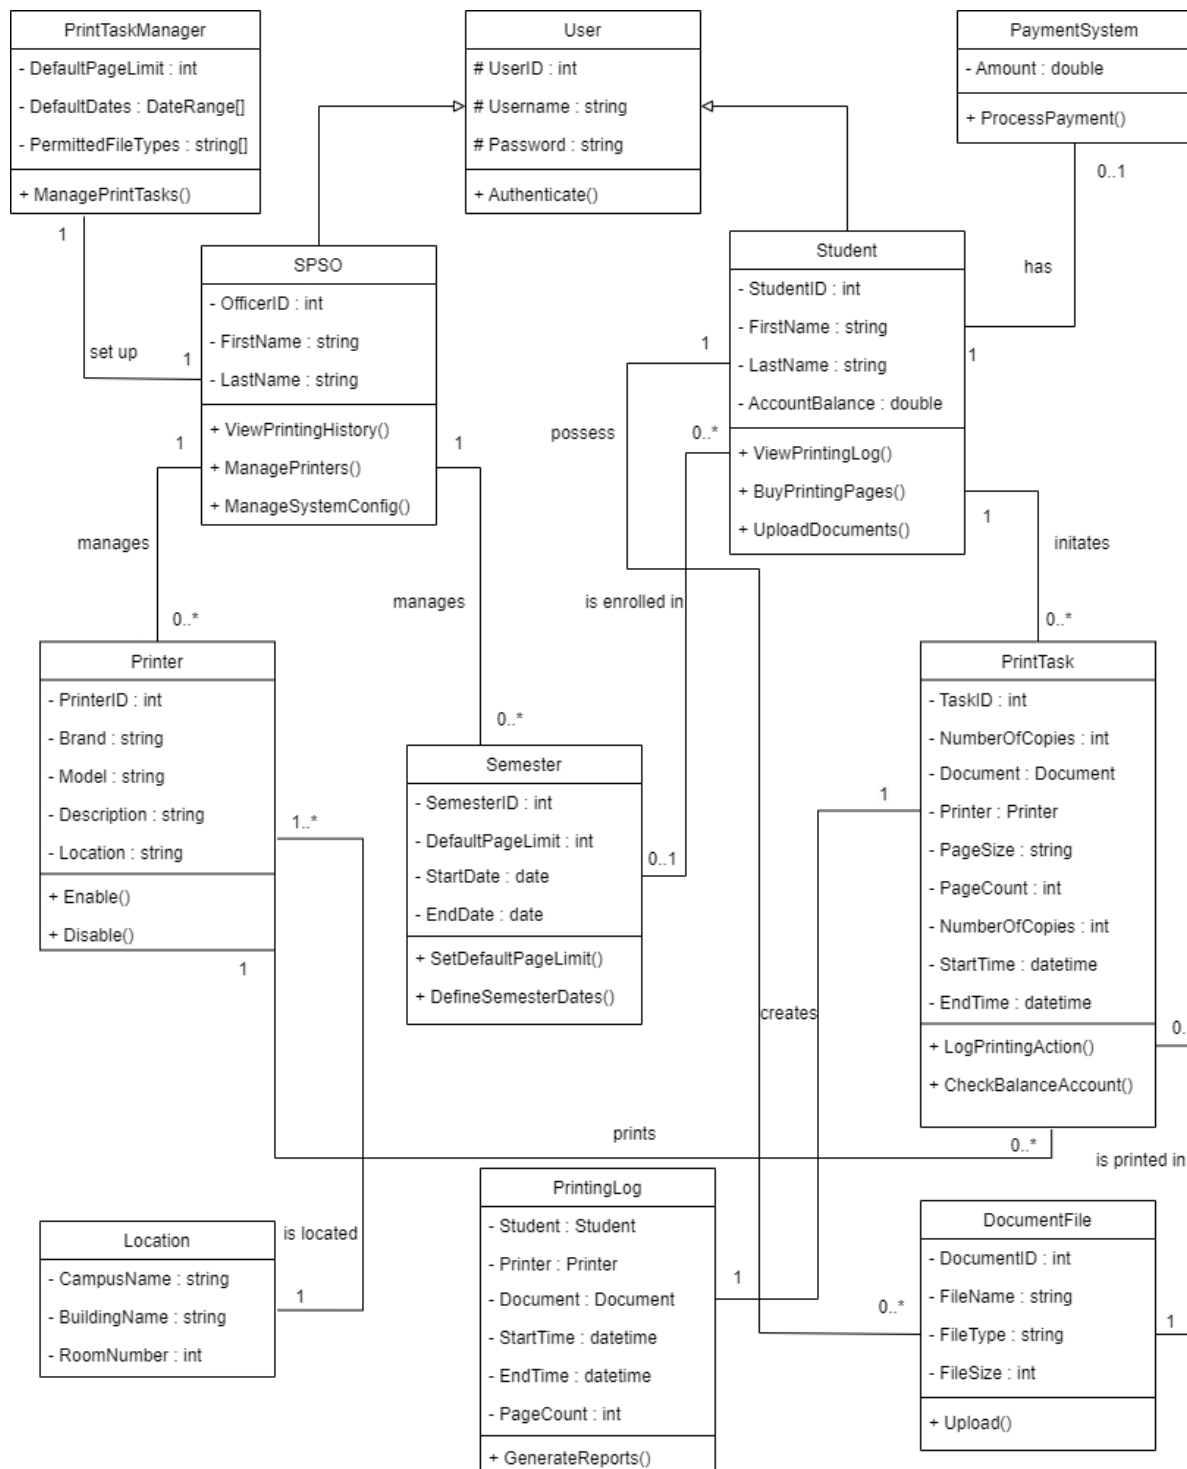 PrintTaskManager
- DefaultPageLimit : int
- DefaultDates : DateRange[]
- PermittedFileTypes : string[]
+ ManagePrintTasks()
User
# UserID : int
# Username : string
# Password : string
+ Authenticate()
PaymentSystem
- Amount : double
+ ProcessPayment()
0..1
has
1
1
set up
1
SPSO
- OfficerID : int
- FirstName : string
- LastName : string
+ ViewPrintingHistory()
+ ManagePrinters()
+ ManageSystemConfig()
Student
- StudentID : int
- FirstName : string
- LastName : string
- AccountBalance : double
+ ViewPrintingLog()
+ BuyPrintingPages()
+ UploadDocuments()
1
possess
0..*
1
manages
0..*
1
manages
0..*
is enrolled in
0..1
1
initates
0..*
Printer
- PrinterID : int
- Brand : string
- Model : string
- Description : string
- Location : string
+ Enable()
+ Disable()
1..*
1
Semester
- SemesterID : int
- DefaultPageLimit : int
- StartDate : date
- EndDate : date
+ SetDefaultPageLimit()
+ DefineSemesterDates()
PrintTask
- TaskID : int
- NumberOfCopies : int
- Document : Document
- Printer : Printer
- PageSize : string
- PageCount : int
- NumberOfCopies : int
- StartTime : datetime
- EndTime : datetime
+ LogPrintingAction()
+ CheckBalanceAccount()
1
creates
0.
prints
0..*
is printed in
Location
- CampusName : string
- BuildingName : string
- RoomNumber : int
is located
1
PrintingLog
- Student : Student
- Printer : Printer
- Document : Document
- StartTime : datetime
- EndTime : datetime
- PageCount : int
+ GenerateReports()
1
0..*
DocumentFile
- DocumentID : int
- FileName : string
- FileType : string
- FileSize : int
+ Upload()
1